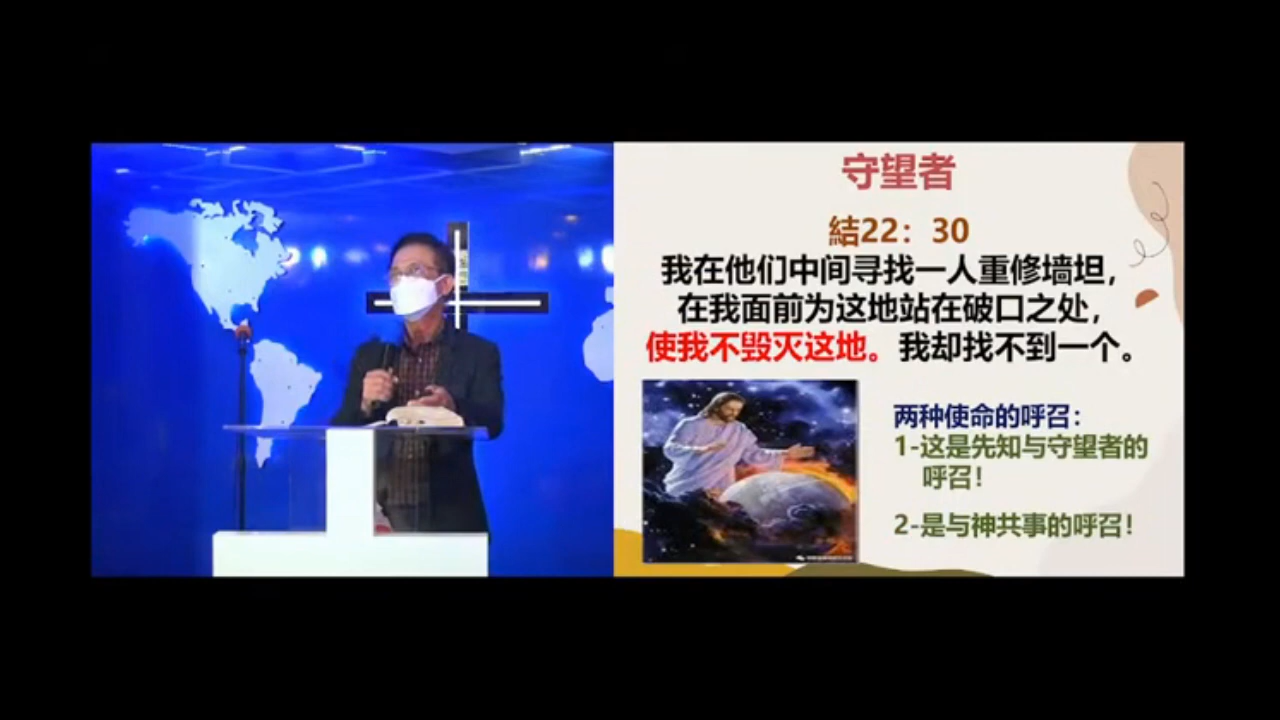 守望者
結22：30
我在他们中间寻找一人重修墙坦，
在我面前为这地站在破口之处，
使我不毁灭这地。我却找不到一个。
两种使命的呼召：
1-这是先知与守望者的
呼召！
2-是与神共事的呼召！